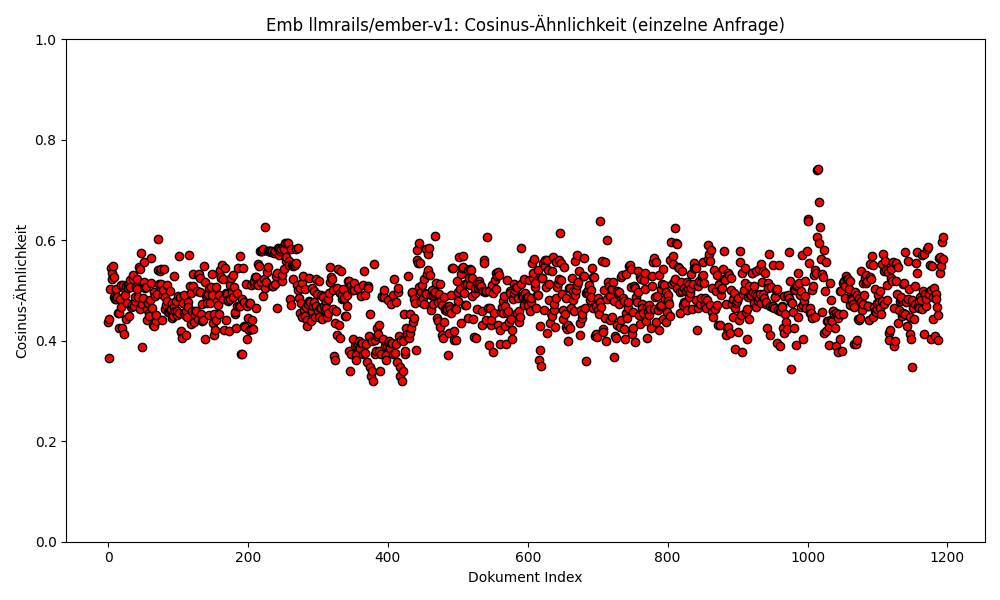 Emb llmrails/ember-v1: Cosinus-Ähnlichkeit (einzelne Anfrage)
1.0
0.8
0.6
0.4
0.2
0.0
Cosinus-Ähnlichkeit
0 200 400 600 800 1000 1200
Dokument Index